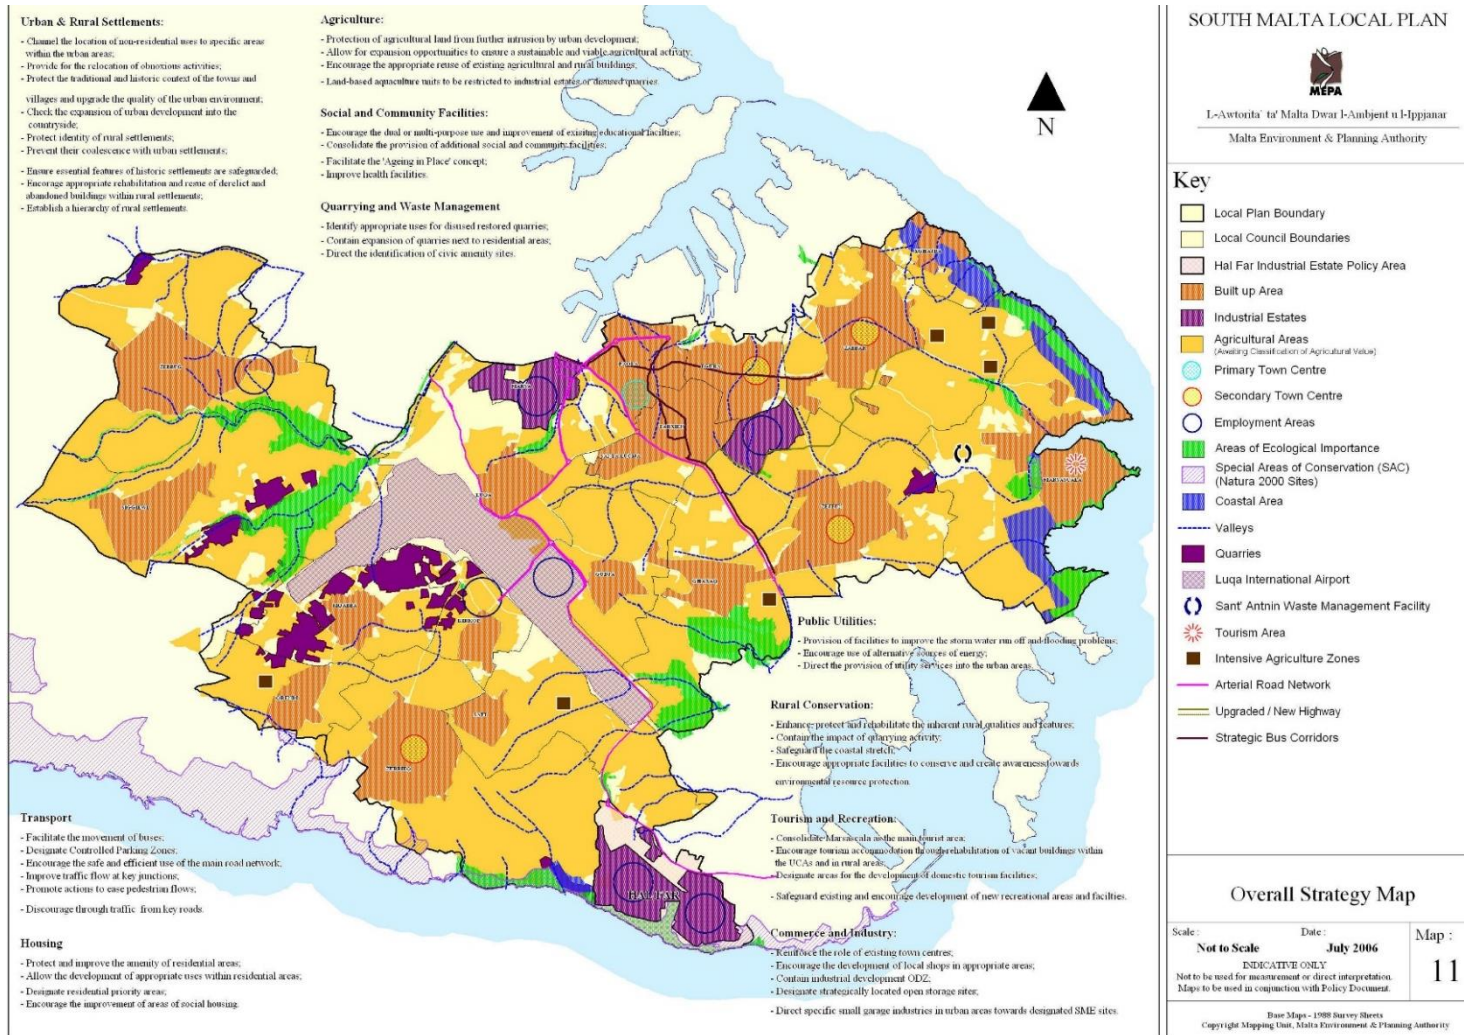 Urban & Rural Settlements:
- Channel the location of non-residential uses to specific areas
within the urban areas;
- Provide for the relocation of obnoxious activities;
- Protect the traditional and historic context of the towns and
villages and upgrade the quality of the urban environment;
- Check the expansion of urban development into the
countryside;
- Protect identity of rural settlements;
- Prevent their coalescence with urban settlements;
- Ensure essential features of historic settlements are safeguarded;
- Encorage appropriate rehabilitation and reuse of derelict and
abandoned buildings within rural settlements;
- Establish a hierarchy of rural settlements.
Agriculture:
- Protection of agricultural land from further intrusion by urban development;
- Allow for expansion opportunities to ensure a sustainable and viable agricultural activity;
- Encourage the appropriate reuse of existing agricultural and rural buildings;
- Land-based aquaculture units to be restricted to industrial estates or disused quarries.
Social and Community Facilities:
- Encourage the dual or multi-purpose use and improvement of existing educational facilties;
- Consolidate the provision of additional social and community facilities;
- Facilitate the 'Ageing in Place' concept;
- Improve health facilities.
Quarrying and Waste Management
- Identify appropriate uses for disused restored quarries;
- Contain expansion of quarries next to residential areas;
- Direct the identification of civic amenity sites.
N
ZEBBUG
SIGGIEWI
MARSA
PAOLA
TARXIEN
LUQA
ZABBAR
MARSASCALA
GUDJA
GHAXAQ
MQABBA
KIRKOP
QRENDI
SAFI
ZURRIEQ
HAL FAR
Public Utilities:
- Provision of facilities to improve the storm water run off and flooding problems;
- Encourage use of alternative sources of energy;
- Direct the provision of utility services into the urban areas.
Rural Conservation:
- Enhance, protect and rehabilitate the inherent rural qualities and features;
- Contain the impact of quarrying activity;
- Safeguard the coastal stretch;
- Encourage appropriate facilities to conserve and create awareness towards
environmental resource protection.
Tourism and Recreation:
- Consolidate Marsascala as the main tourist area;
- Encourage tourism accommodation through rehabilitation of vacant buildings within
the UCAs and in rural areas;
- Designate areas for the development of domestic tourism facilities;
- Safeguard existing and encourage development of new recreational areas and facilties.
Commerce and Industry:
- Reinforce the role of existing town centres;
- Encourage the development of local shops in appropriate areas;
- Contain industrial development ODZ;
- Designate strategically located open storage sites;
- Direct specific small garage industries in urban areas towards designated SME sites.
Transport
- Facilitate the movement of buses;
- Designate Controlled Parking Zones;
- Encourage the safe and efficient use of the main road network;
- Improve traffic flow at key junctions;
- Promote actions to ease pedestrian flows;
- Discourage through traffic from key roads.
Housing
- Protect and improve the amenity of residential areas;
- Allow the development of appropriate uses within residential areas;
- Designate residential priority areas;
- Encourage the improvement of areas of social housing.
SOUTH MALTA LOCAL PLAN
MEPA
L-Awtorita` ta' Malta Dwar l-Ambjent u l-Ippjanar
Malta Environment & Planning Authority
Key
Local Plan Boundary
Local Council Boundaries
Hal Far Industrial Estate Policy Area
Built up Area
Industrial Estates
Agricultural Areas
(Awaiting Classification of Agricultural Value)
Primary Town Centre
Secondary Town Centre
Employment Areas
Areas of Ecological Importance
Special Areas of Conservation (SAC)
(Natura 2000 Sites)
Coastal Area
Valleys
Quarries
Luqa International Airport
Sant' Antnin Waste Management Facility
Tourism Area
Intensive Agriculture Zones
Arterial Road Network
Upgraded / New Highway
Strategic Bus Corridors
Overall Strategy Map
Scale :
Not to Scale
Date :
July 2006
Map :
11
INDICATIVE ONLY
Not to be used for measurement or direct interpretation.
Maps to be used in conjunction with Policy Document.
Base Maps - 1988 Survey Sheets
Copyright Mapping Unit, Malta Environment & Planning Authority